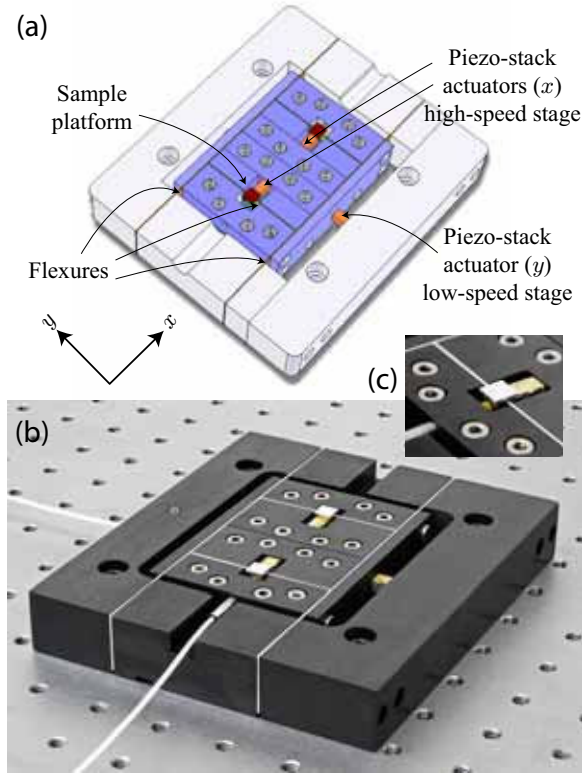 (a)
Piezo-stack
actuators (x)
high-speed stage
Sample
platform
Flexures
Piezo-stack
actuator (y)
low-speed stage
y
x
(c)
(b)